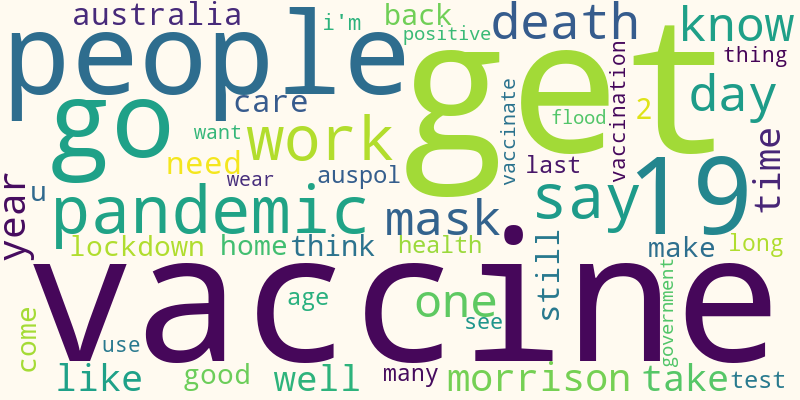 australia
i'm
back
positive
death
know
thing
people
get
care
go
want
work
vaccinate
flood
vaccination
2
day
need
wear
auspol
last
time
year
u
pandemic
mask
say
19
lockdown
home
think
health
still
make
long
vaccine
come
age
one
see
government
use
like
good
well
many
morrison
take
test